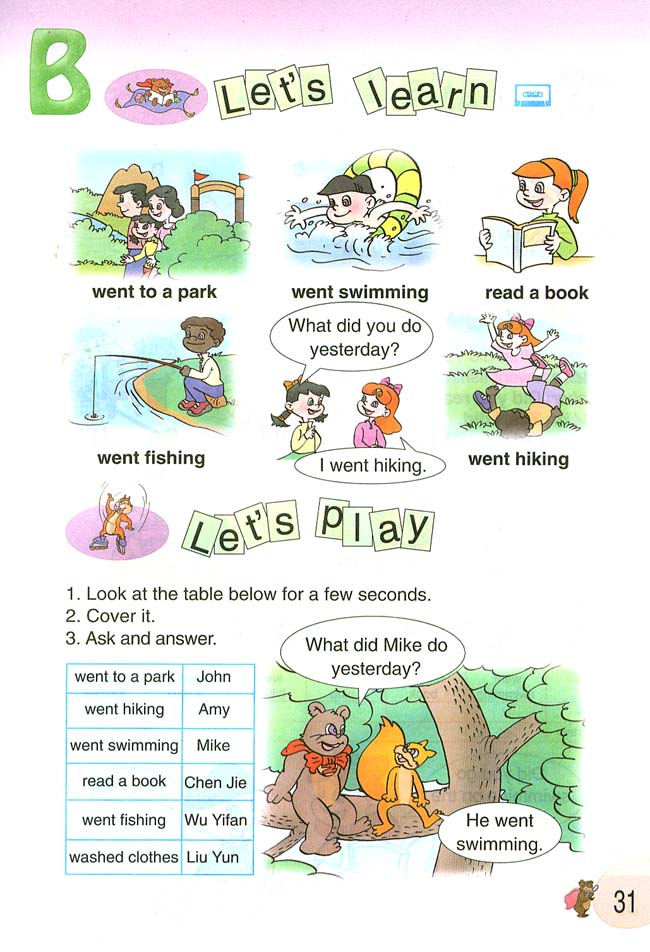 B
Let's learn
went to a park
went swimming
read a book
What did you do
yesterday?
I went hiking.
went fishing
went hiking
Let's play
1. Look at the table below for a few seconds.
2. Cover it.
3. Ask and answer.
went to a park John
went hiking Amy
went swimming Mike
read a book Chen Jie
went fishing Wu Yifan
washed clothes Liu Yun
What did Mike do
yesterday?
He went
swimming.
31